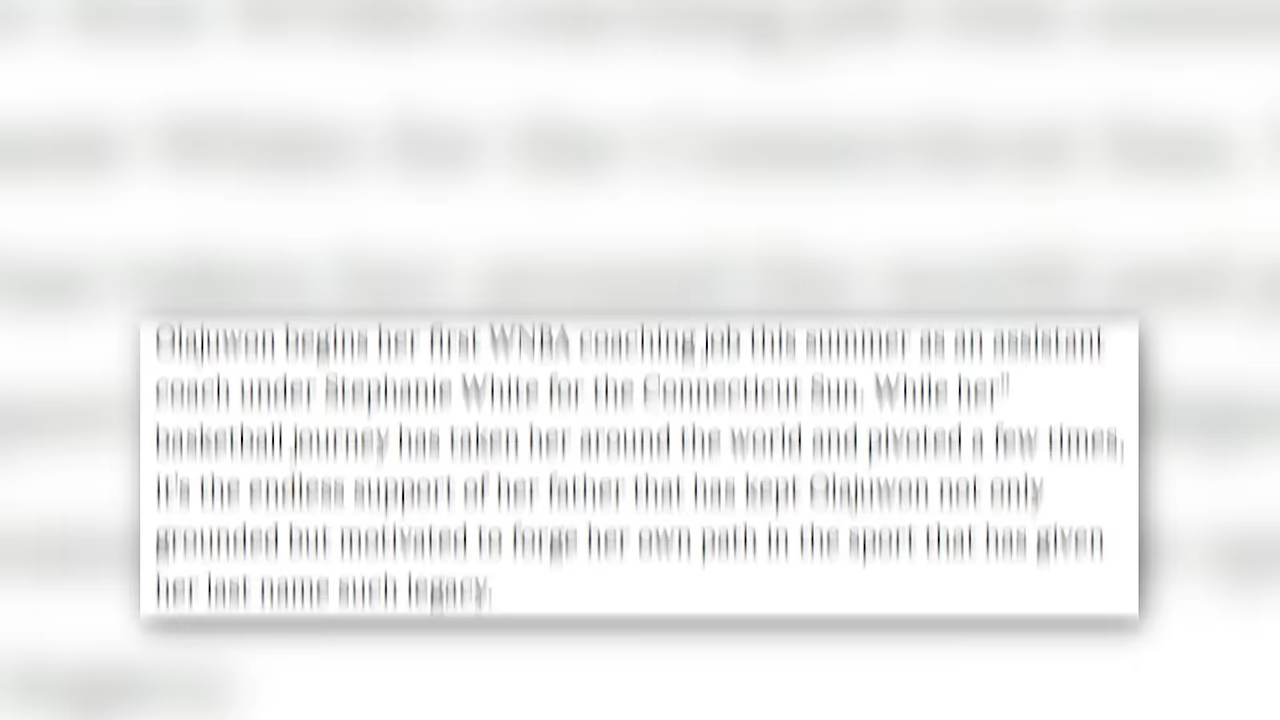 Olajuwon begins her first WNBA coaching job this summer as an assistant
coach under Stephanie White for the Connecticut Sun. While her"
basketball journey has taken her around the world and pivoted a few times,
it's the endless support of her father that has kept Olajuwon not only
grounded but motivated to forge her own path in the sport that has given
her last name such legacy.